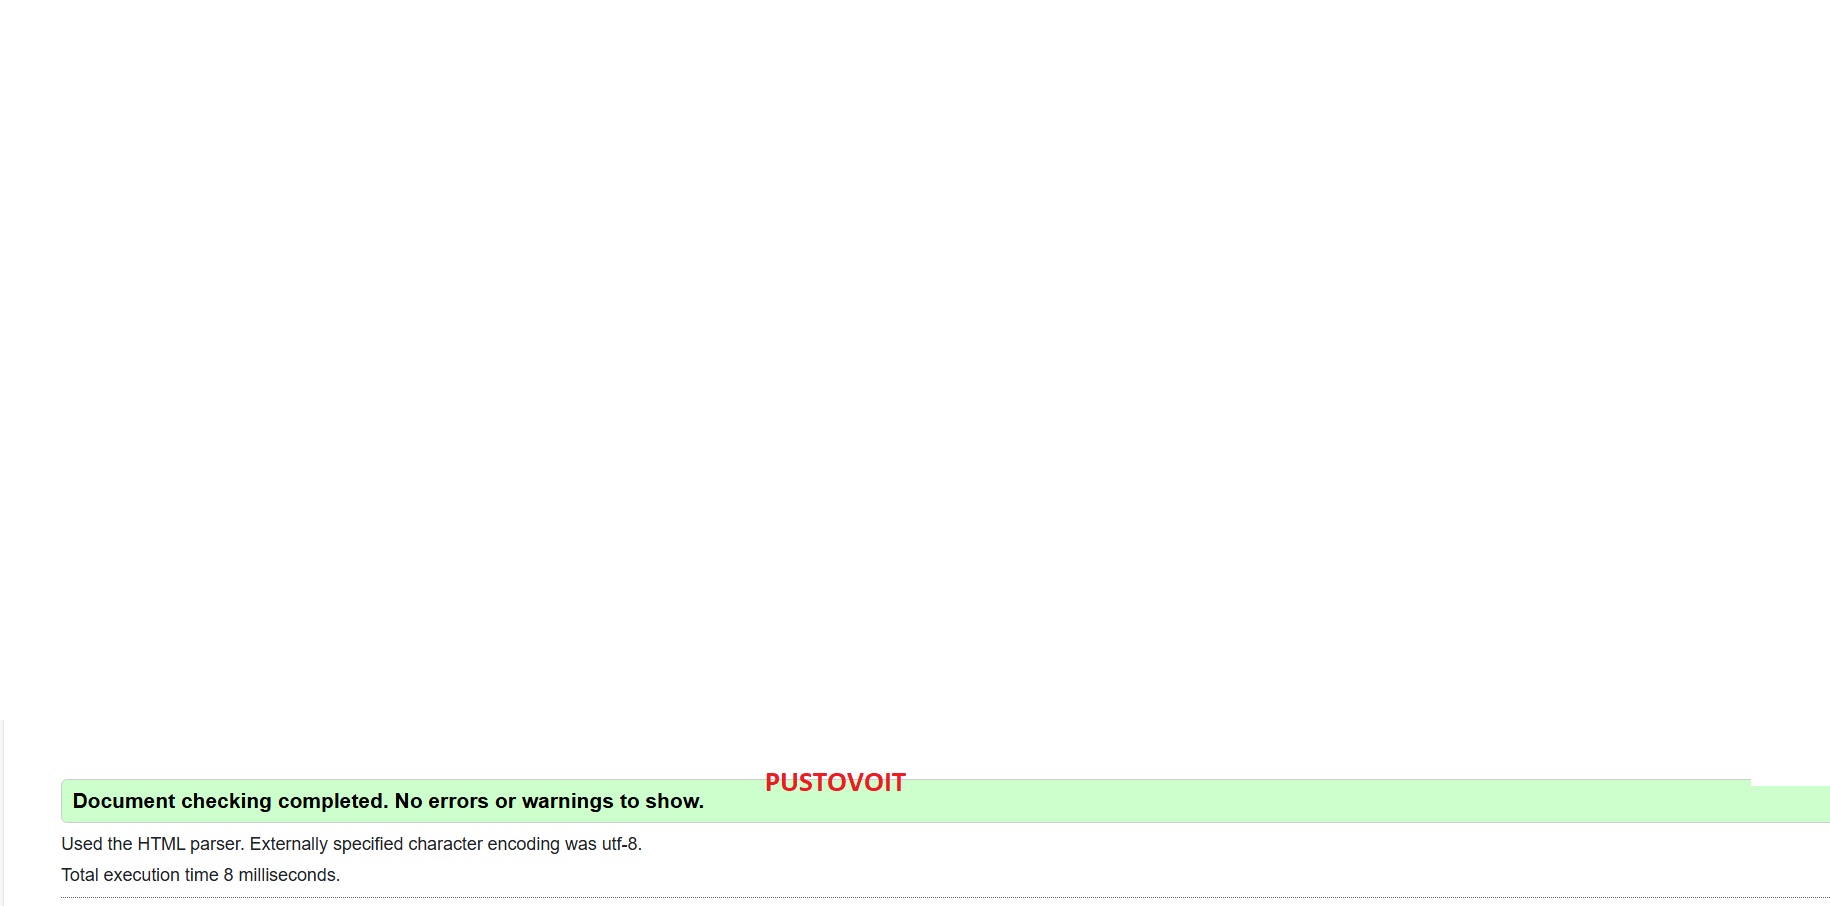 PUSTOVOIT
Document checking completed. No errors or warnings to show.
Used the HTML parser. Externally specified character encoding was utf-8.
Total execution time 8 milliseconds.